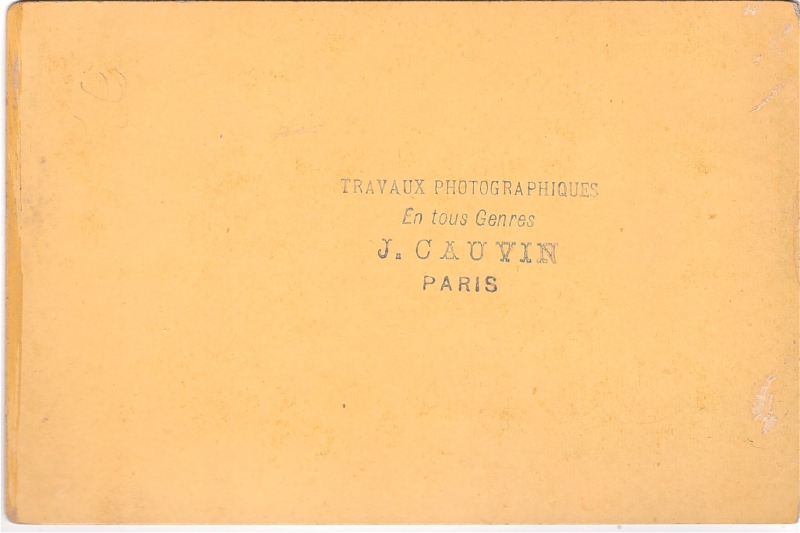 TRAVAUX PHOTOGRAPHIQUES
En tous Genres
J. CAUVIN
PARIS